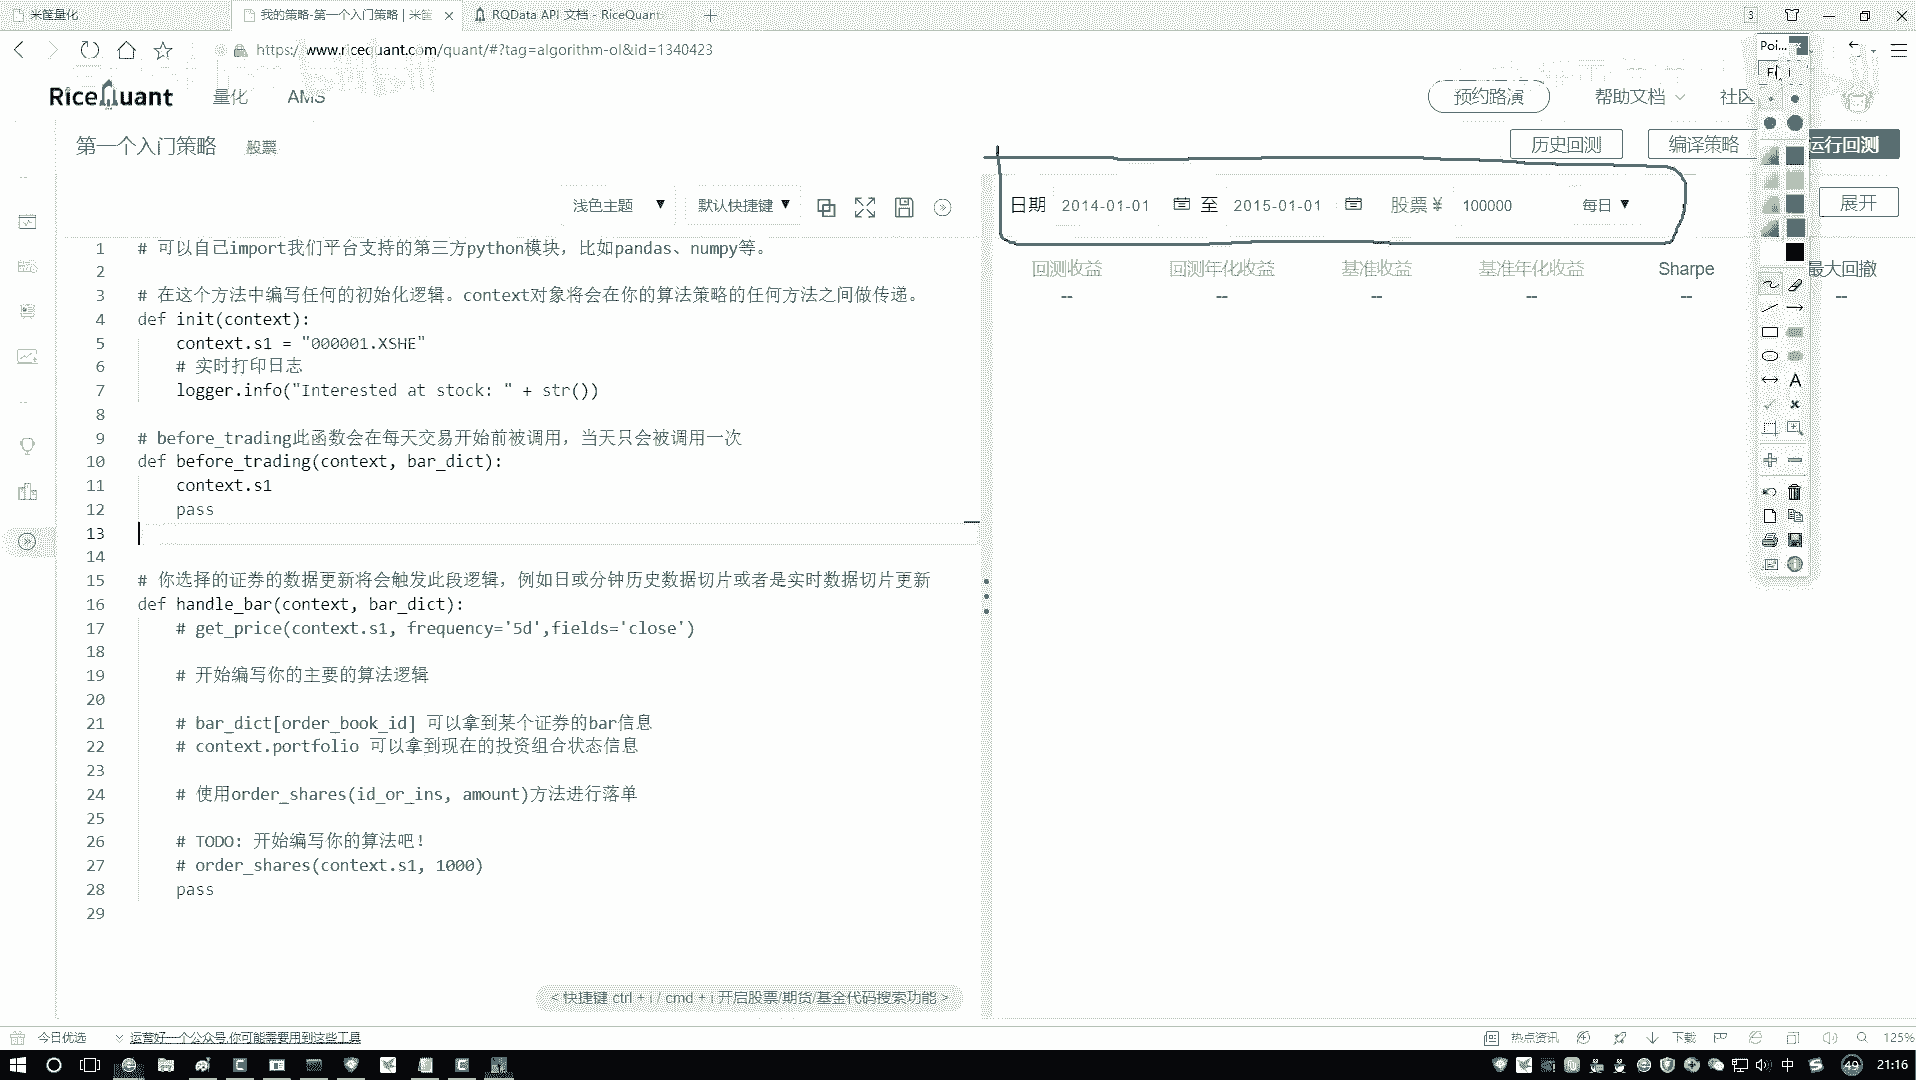 米筐量化
我的策略-第一个入门策略 | 米筐
RQData API 文档 - RiceQuant
3
https://www.ricequant.com/quant/#?tag=algorithm-ol&id=1340423
RiceQuant 量化 AMS 预约路演 帮助文档 社区
第一个入门策略 股票 历史回测 编译策略 运行回测
浅色主题 ▼ 默认快捷键 ▼
日期 2014-01-01 至 2015-01-01 股票 ¥ 100000 每日 ▼ 展开
回测收益 回测年化收益 基准收益 基准年化收益 Sharpe 最大回撤
-- -- -- -- -- --
1 # 可以自己import我们平台支持的第三方python模块，比如pandas、numpy等。
2
3 # 在这个方法中编写任何的初始化逻辑。context对象将会在你的算法策略的任何方法之间做传递。
4 def init(context):
5 context.s1 = "000001.XSHE"
6 # 实时打印日志
7 logger.info("Interested at stock: " + str())
8
9 # before_trading此函数会在每天交易开始前被调用，当天只会被调用一次
10 def before_trading(context, bar_dict):
11 context.s1
12 pass
13
14
15 # 你选择的证券的数据更新将会触发此段逻辑，例如日或分钟历史数据切片或者是实时数据切片更新
16 def handle_bar(context, bar_dict):
17 # get_price(context.s1, frequency='5d',fields='close')
18
19 # 开始编写你的主要的算法逻辑
20
21 # bar_dict[order_book_id] 可以拿到某个证券的bar信息
22 # context.portfolio 可以拿到现在的投资组合状态信息
23
24 # 使用order_shares(id_or_ins, amount)方法进行落单
25
26 # TODO: 开始编写你的算法吧！
27 # order_shares(context.s1, 1000)
28 pass
29
< 快捷键 ctrl + i / cmd + i 开启股票/期货/基金代码搜索功能 >
Poi...
A
今日优选 运营好一个公众号,你可能需要用到这些工具 热点资讯 下载 125%
中 49 21:16